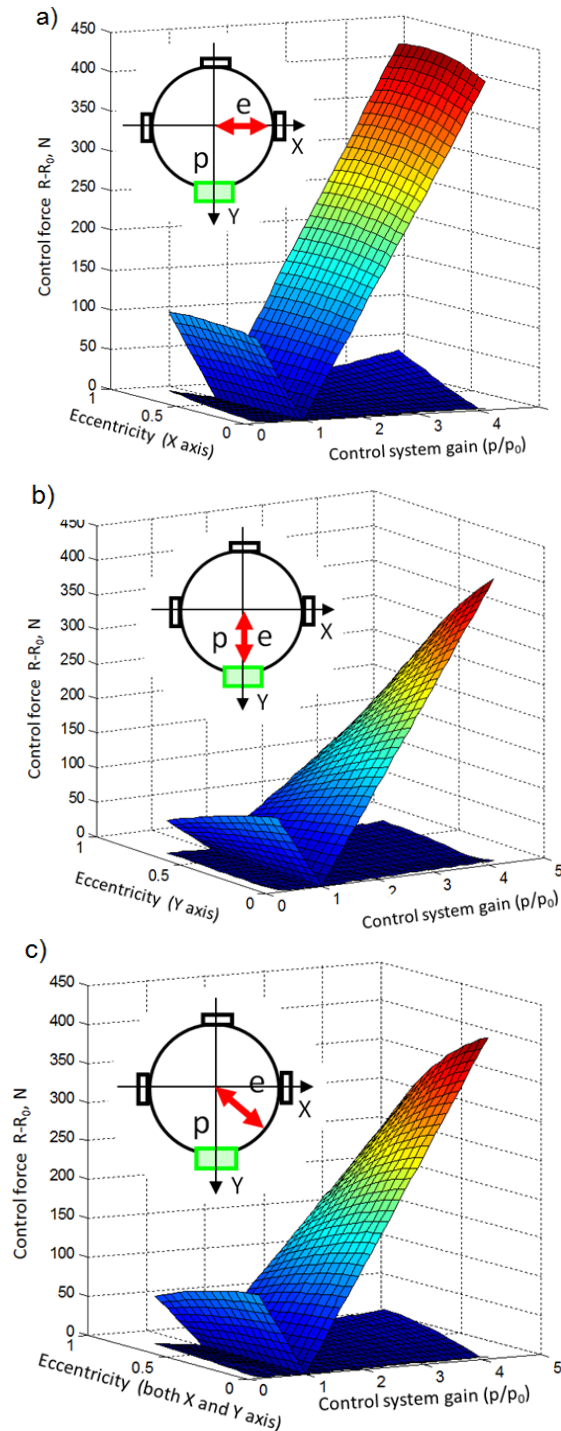 a)
450
400
350
300
250
200
150
100
50
0
Control force R-R₀, N
e
X
p
Y
1
0.5
0
Eccentricity (X axis)
0
1
2
3
4
Control system gain (p/p₀)
b)
450
400
350
300
250
200
150
100
50
0
Control force R-R₀, N
X
p
e
Y
1
0.5
0
Eccentricity (Y axis)
0
1
2
3
4
5
Control system gain (p/p₀)
c)
450
400
350
300
250
200
150
100
50
0
Control force R-R₀, N
e
X
p
Y
1
0.5
0
Eccentricity (both X and Y axis)
0
1
2
3
4
5
Control system gain (p/p₀)